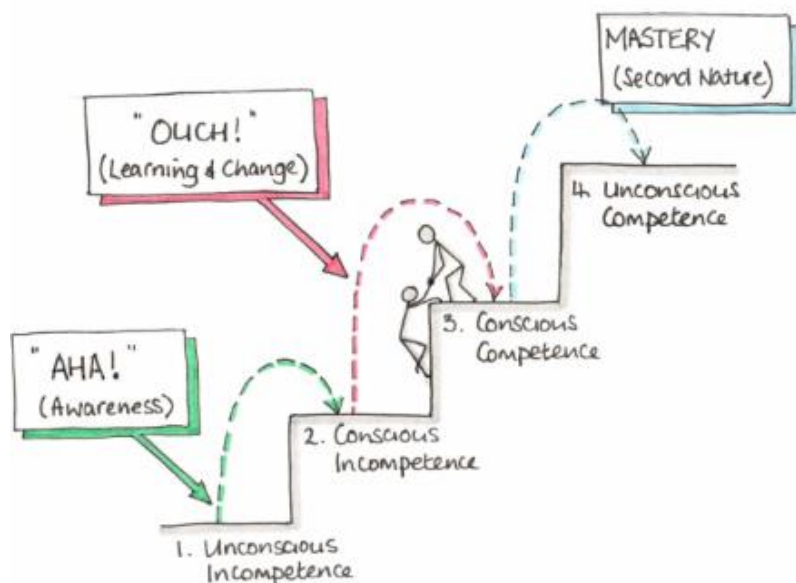 MASTERY
(Second Nature)
"OUCH!"
(Learning & Change)
4. Unconscious
Competence
3. Conscious
Competence
"AHA!"
(Awareness)
2. Conscious
Incompetence
1. Unconscious
Incompetence